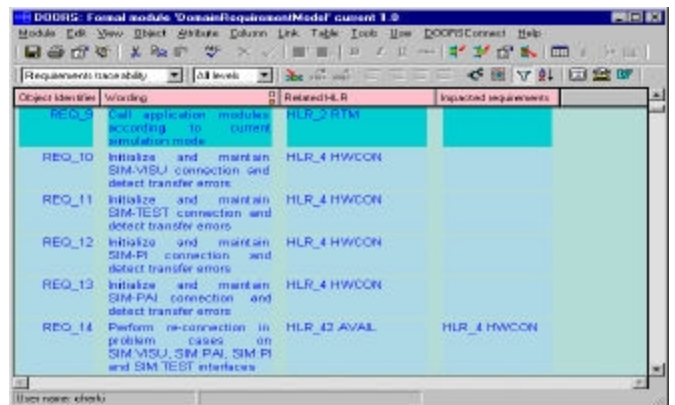 DOORS: Formal module 'DomainRequirementModel' current 1.0
Module Edit View Object Attribute Column Link Table Tools User DOORSConnect Help
Requirements traceability All levels
Object Identifier Wording Related HLR Impacted requirements
REQ_9 Call application modules HLR_2 RTM
according to current
simulation mode
REQ_10 Initialize and maintain HLR_4 HWCON
SIM-VISU connection and
detect transfer errors
REQ_11 Initialize and maintain HLR_4 HWCON
SIM-TEST connection and
detect transfer errors
REQ_12 Initialize and maintain HLR_4 HWCON
SIM-PI connection and
detect transfer errors
REQ_13 Initialize and maintain HLR_4 HWCON
SIM-PAI connection and
detect transfer errors
REQ_14 Perform re-connection in HLR_42 AVAIL HLR_4 HWCON
problem cases on
SIM VISU, SIM PAI, SIM PI
and SIM TEST interfaces
User name: